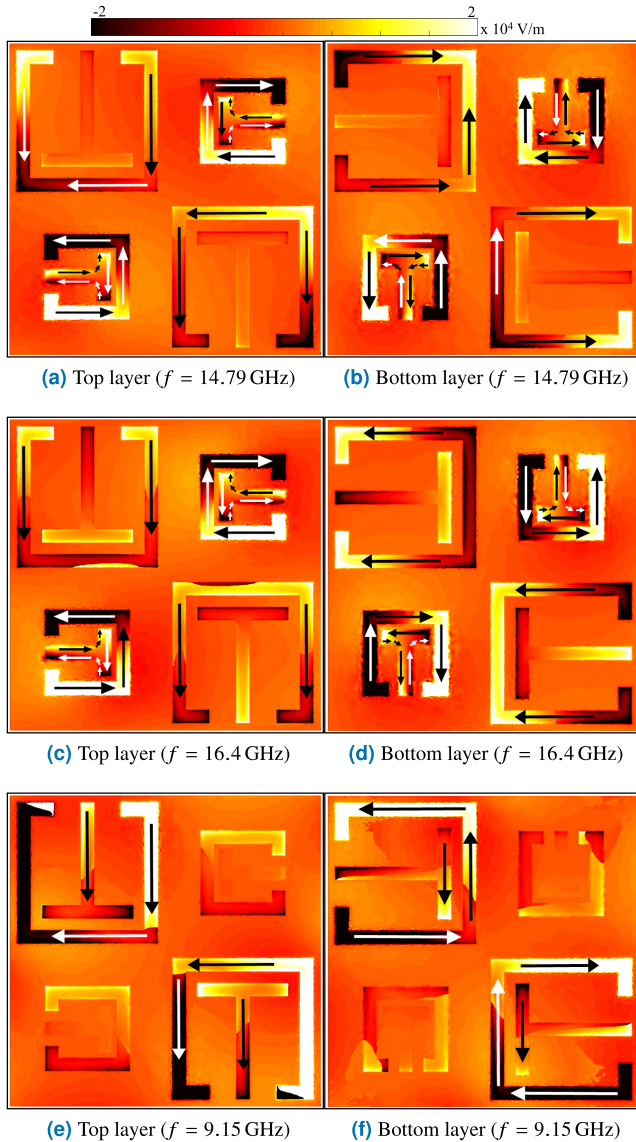 -2 2
x 10⁴ V/m
(a) Top layer (f = 14.79 GHz) (b) Bottom layer (f = 14.79 GHz)
(c) Top layer (f = 16.4 GHz) (d) Bottom layer (f = 16.4 GHz)
(e) Top layer (f = 9.15 GHz) (f) Bottom layer (f = 9.15 GHz)